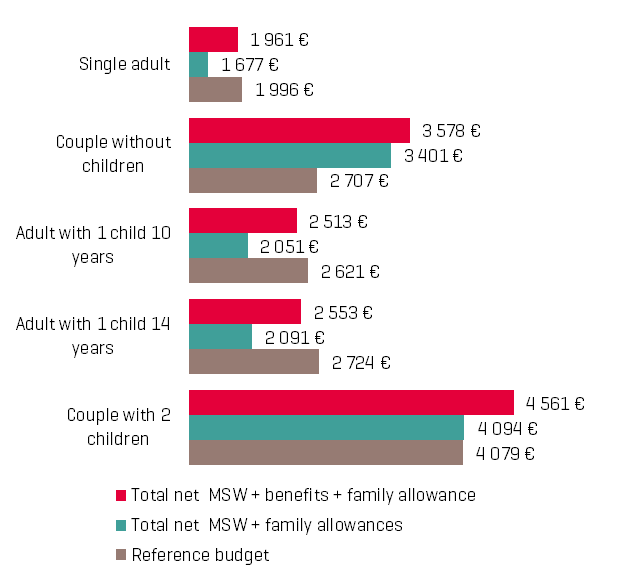 1 961 €
Single adult
1 677 €
1 996 €
3 578 €
Couple without
children
3 401 €
2 707 €
2 513 €
Adult with 1 child 10
years
2 051 €
2 621 €
2 553 €
Adult with 1 child 14
years
2 091 €
2 724 €
4 561 €
Couple with 2
children
4 094 €
4 079 €
Total net MSW + benefits + family allowance
Total net MSW + family allowances
Reference budget